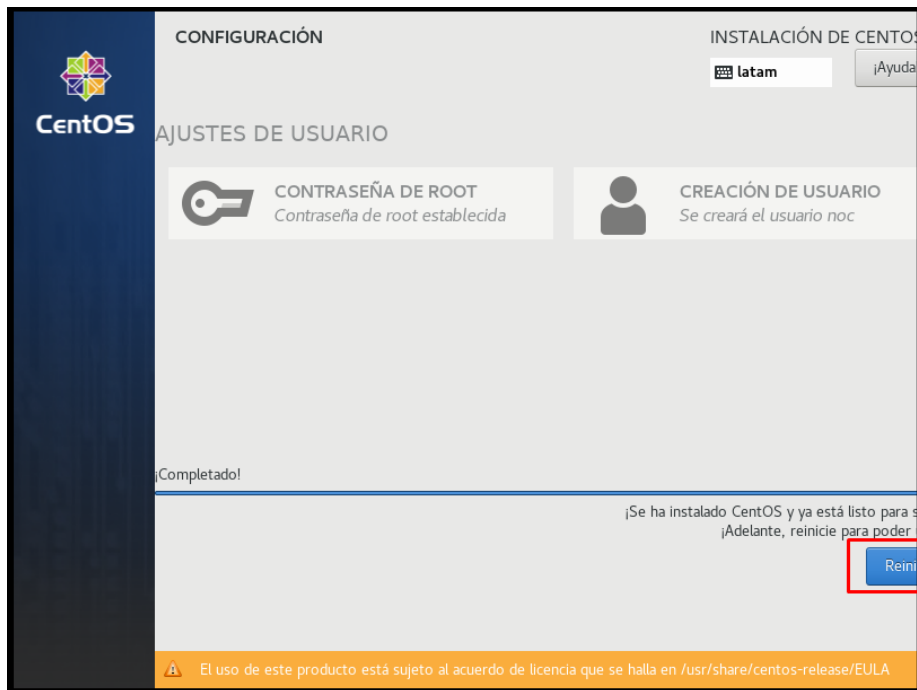 CONFIGURACIÓN
INSTALACIÓN DE CENTOS
latam
¡Ayuda
CentOS
AJUSTES DE USUARIO
CONTRASEÑA DE ROOT
Contraseña de root establecida
CREACIÓN DE USUARIO
Se creará el usuario noc
¡Completado!
¡Se ha instalado CentOS y ya está listo para s
¡Adelante, reinicie para poder
Reini
El uso de este producto está sujeto al acuerdo de licencia que se halla en /usr/share/centos-release/EULA